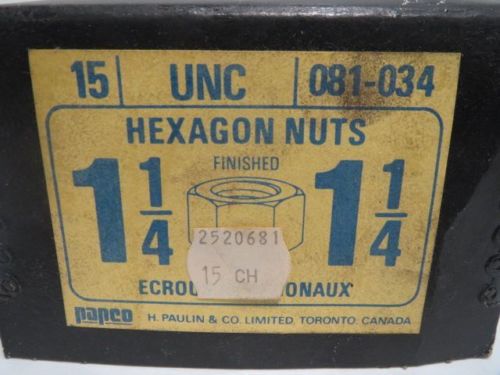 15 UNC 081-034
HEXAGON NUTS
FINISHED
1 1/4 1 1/4
2520681
15 CH
ECROU ONAUX
papco H. PAULIN & CO. LIMITED, TORONTO, CANADA